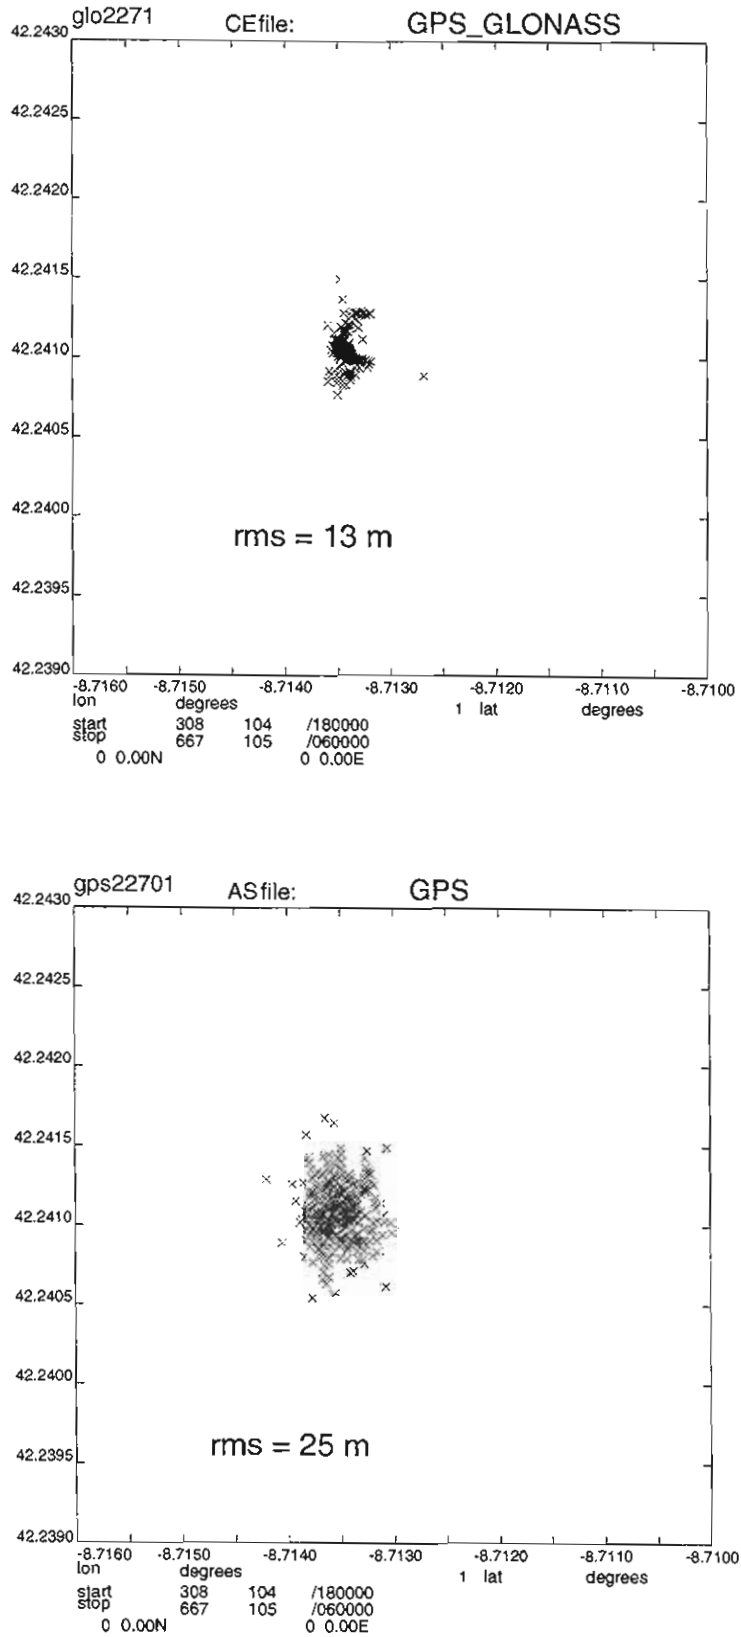 glo2271 CEfile: GPS_GLONASS
42.2430
42.2425
42.2420
42.2415
42.2410
42.2405
42.2400
rms = 13 m
42.2395
42.2390
-8.7160 -8.7150 -8.7140 -8.7130 -8.7120 -8.7110 -8.7100
lon degrees 1 lat degrees
start 308 104 /180000
stop 667 105 /060000
0 0.00N 0 0.00E
gps22701 ASfile: GPS
42.2430
42.2425
42.2420
42.2415
42.2410
42.2405
42.2400
rms = 25 m
42.2395
42.2390
-8.7160 -8.7150 -8.7140 -8.7130 -8.7120 -8.7110 -8.7100
lon degrees 1 lat degrees
start 308 104 /180000
stop 667 105 /060000
0 0.00N 0 0.00E